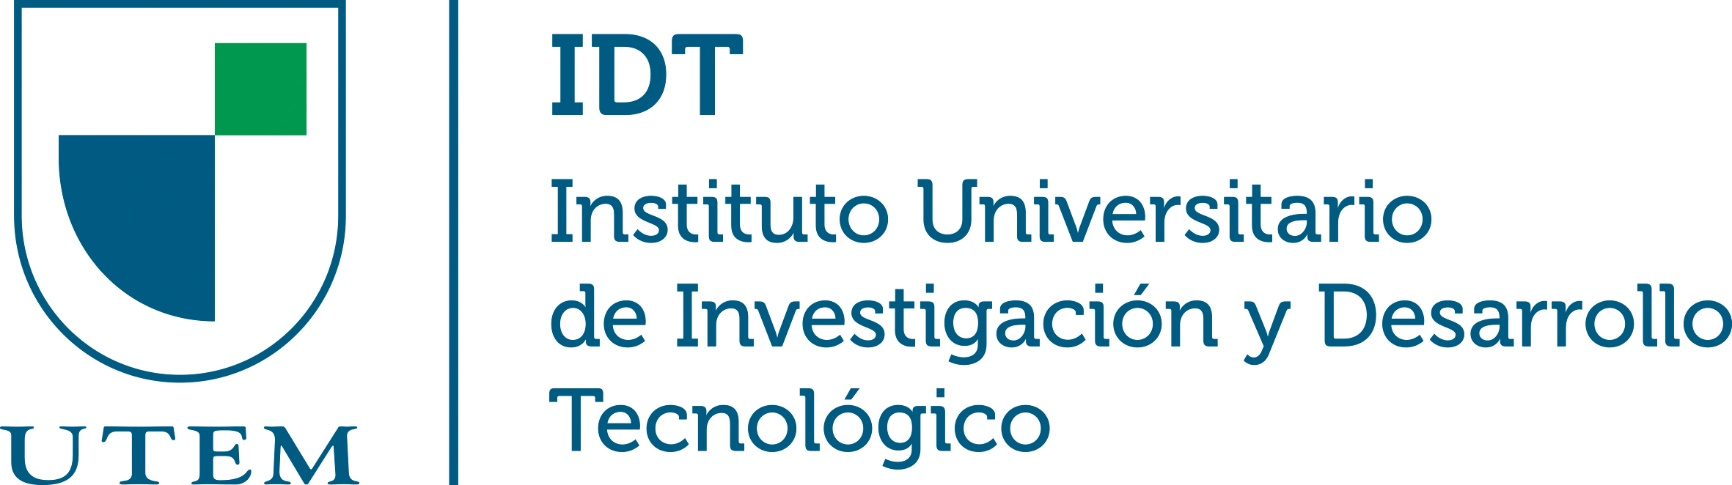 UTEM
IDT
Instituto Universitario
de Investigación y Desarrollo
Tecnológico